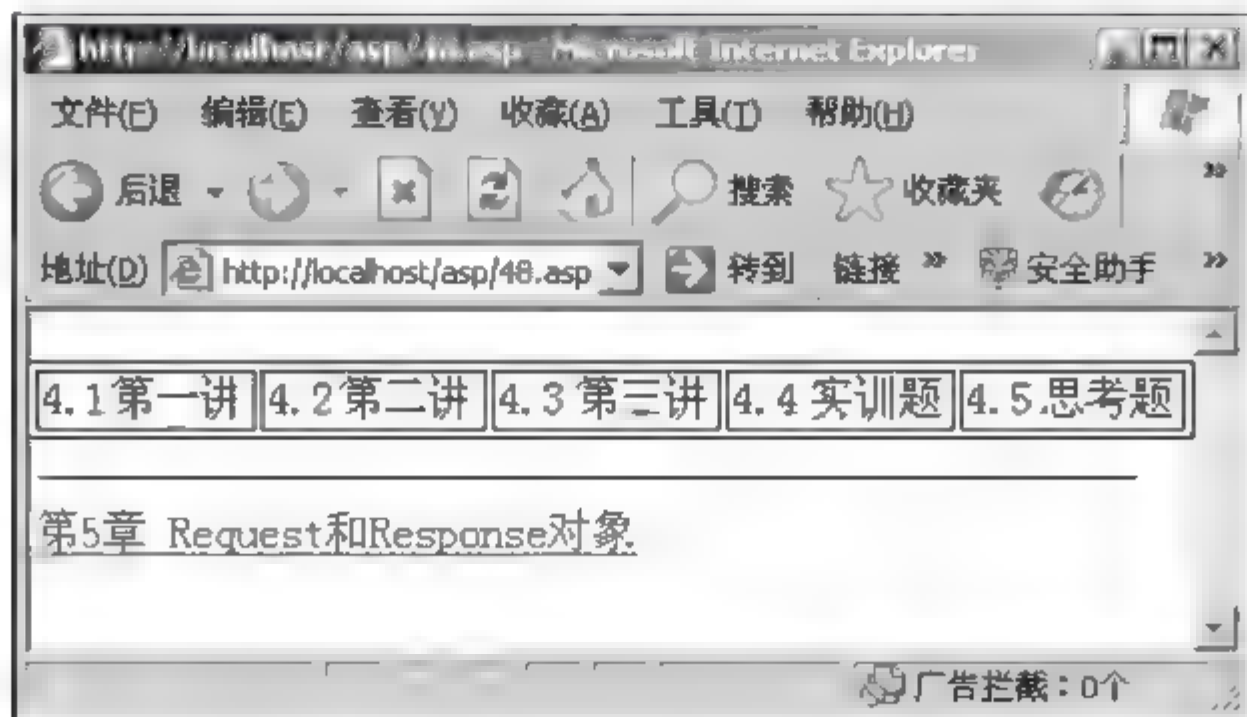 http://localhost/asp/48.asp - Microsoft Internet Explorer
文件(F) 编辑(E) 查看(V) 收藏(A) 工具(T) 帮助(H)
后退 搜索 收藏夹 »
地址(D) http://localhost/asp/48.asp 转到 链接 » 安全助手 »
4.1第一讲 4.2第二讲 4.3第三讲 4.4实训题 4.5思考题
第5章 Request和Response对象
广告拦截：0个